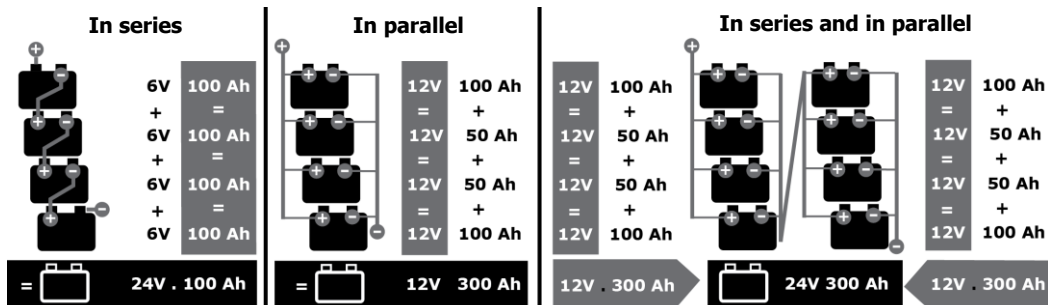 In series
+
-
6V 100 Ah
+ =
+ -
6V 100 Ah
+ =
+ -
6V 100 Ah
+ =
+ -
6V 100 Ah
= 24V . 100 Ah
In parallel
+
+ - 12V 100 Ah
= +
+ - 12V 50 Ah
= +
+ - 12V 50 Ah
= +
+ - 12V 100 Ah
-
= 12V 300 Ah
In series and in parallel
+
12V 100 Ah + - + - 12V 100 Ah
= + = +
12V 50 Ah + - + - 12V 50 Ah
= + = +
12V 50 Ah + - + - 12V 50 Ah
= + = +
12V 100 Ah + - + - 12V 100 Ah
-
12V . 300 Ah 24V 300 Ah 12V . 300 Ah